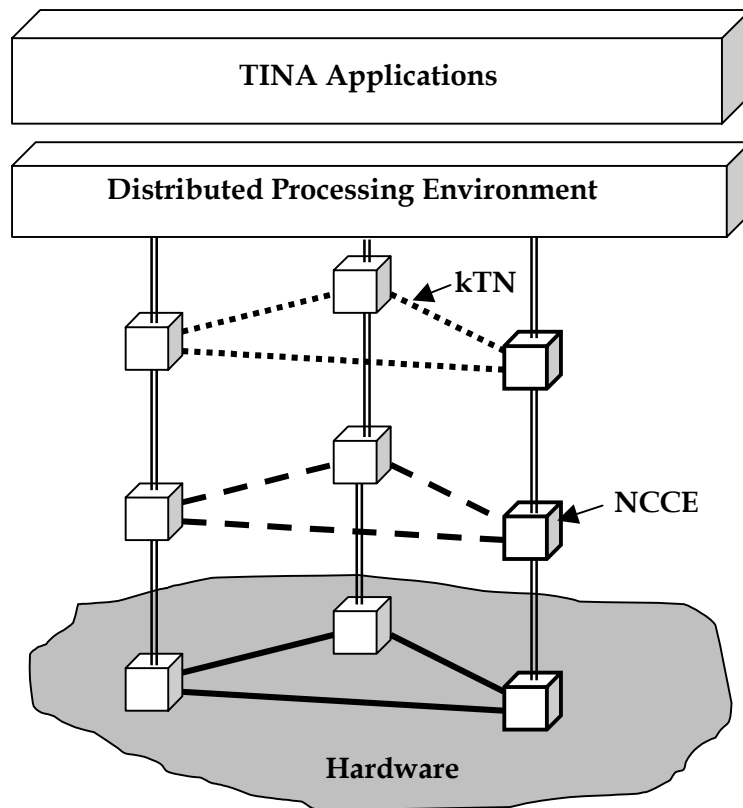 TINA Applications
Distributed Processing Environment
kTN
NCCE
Hardware